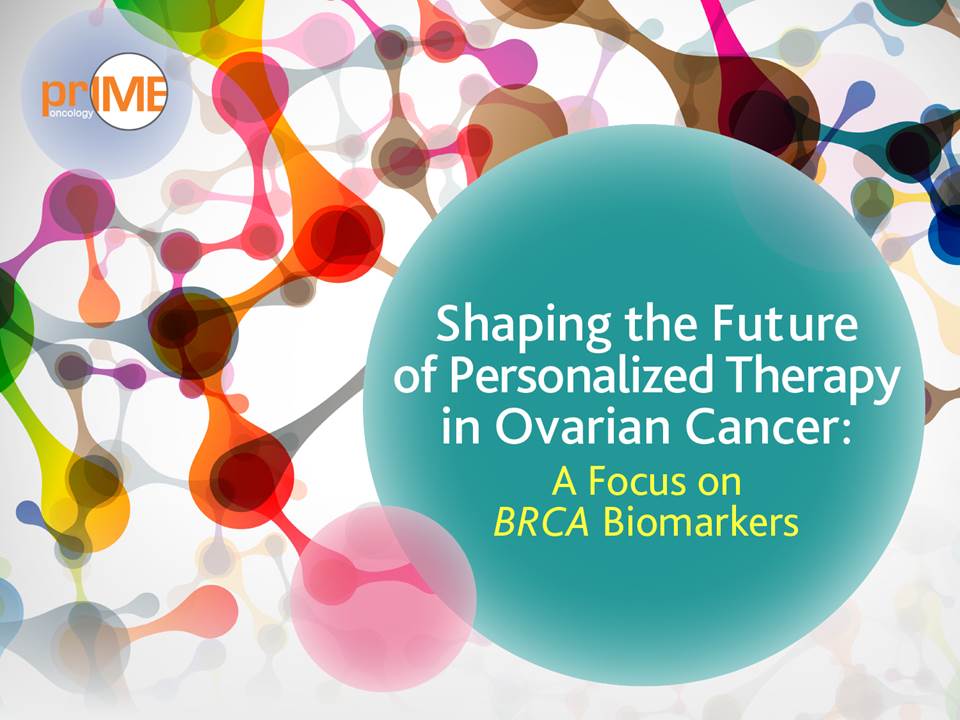 prIME
oncology
Shaping the Future
of Personalized Therapy
in Ovarian Cancer:
A Focus on
BRCA Biomarkers